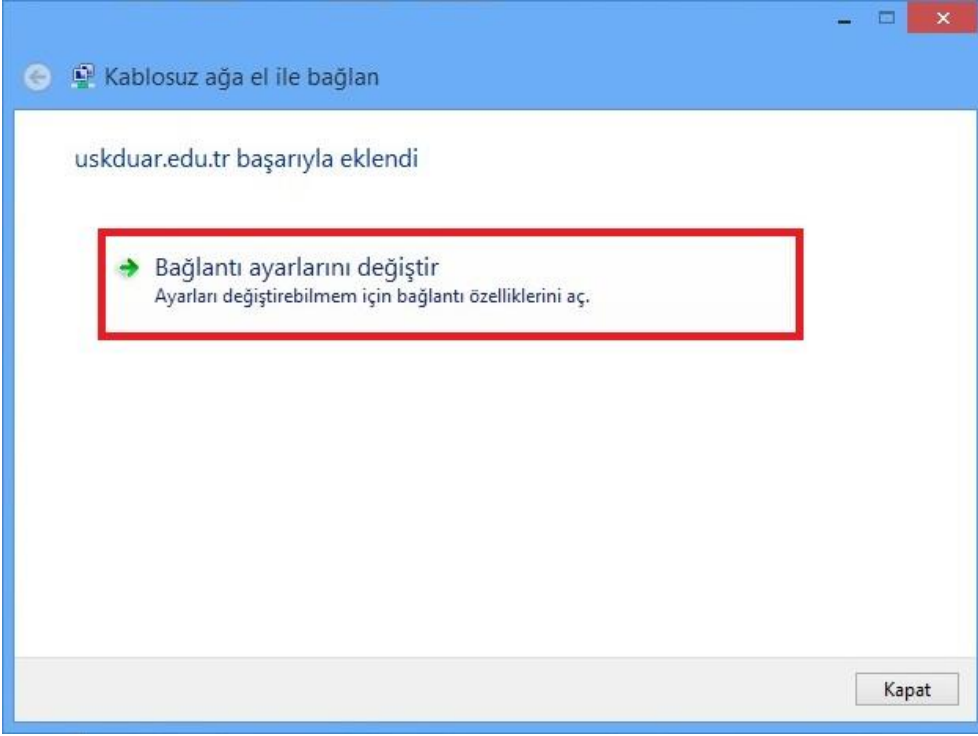 Kablosuz ağa el ile bağlan
uskduar.edu.tr başarıyla eklendi
Bağlantı ayarlarını değiştir
Ayarları değiştirebilmem için bağlantı özelliklerini aç.
Kapat